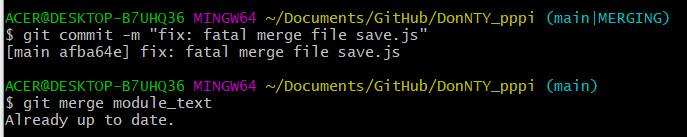 ACER@DESKTOP-B7UHQ36 MINGW64 ~/Documents/GitHub/DonNTY_pppi (main|MERGING)
$ git commit -m "fix: fatal merge file save.js"
[main afba64e] fix: fatal merge file save.js
ACER@DESKTOP-B7UHQ36 MINGW64 ~/Documents/GitHub/DonNTY_pppi (main)
$ git merge module_text
Already up to date.